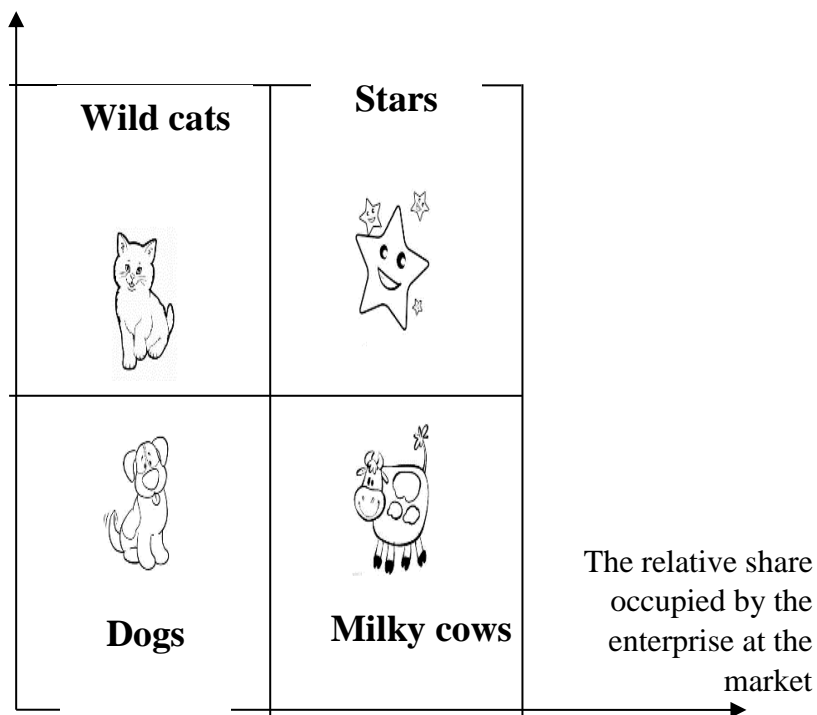 Wild cats
Stars
Dogs
Milky cows
The relative share
occupied by the
enterprise at the
market